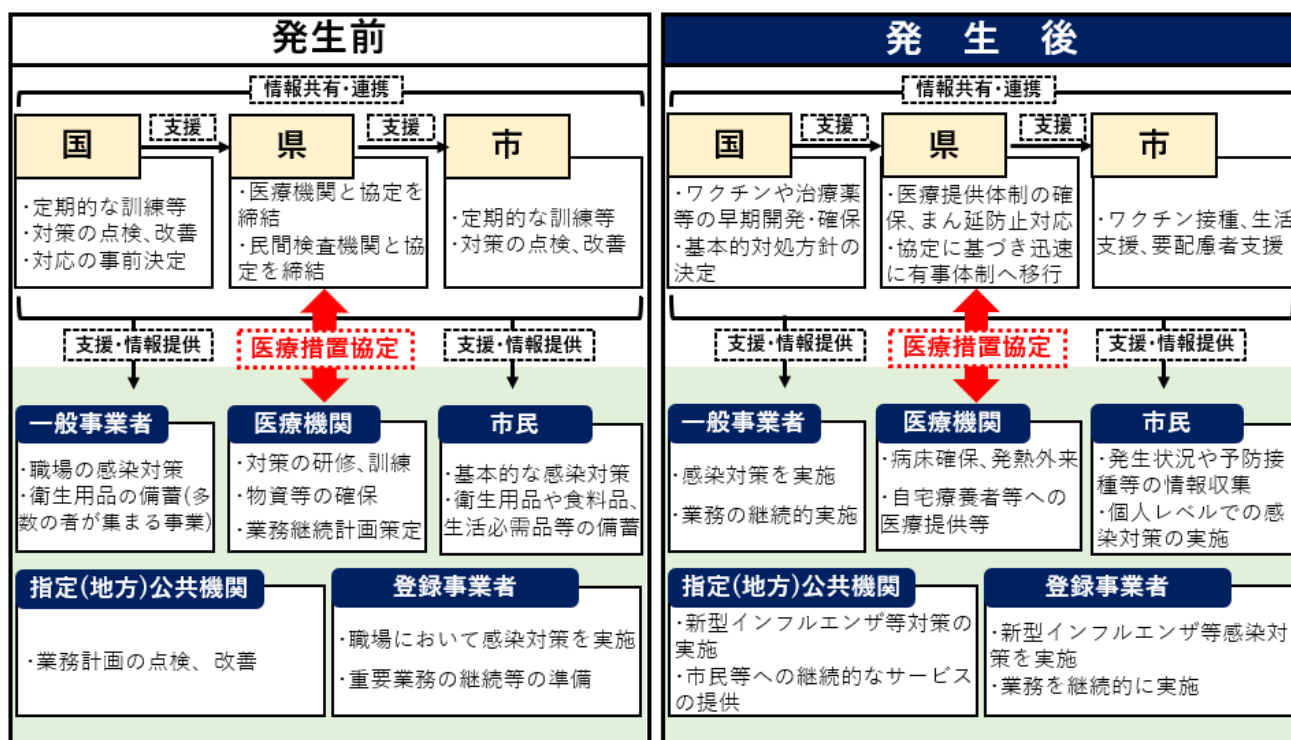 発生前
情報共有・連携
国
支援
県
支援
市
・定期的な訓練等
・対策の点検、改善
・対応の事前決定
・医療機関と協定を
締結
・民間検査機関と協
定を締結
・定期的な訓練等
・対策の点検、改善
支援・情報提供
医療措置協定
支援・情報提供
一般事業者
・職場の感染対策
・衛生用品の備蓄(多
数の者が集まる事業)
医療機関
・対策の研修、訓練
・物資等の確保
・業務継続計画策定
市民
・基本的な感染対策
・衛生用品や食料品、
生活必需品等の備蓄
指定(地方)公共機関
・業務計画の点検、改善
登録事業者
・職場において感染対策を実施
・重要業務の継続等の準備
発生後
情報共有・連携
国
支援
県
支援
市
・ワクチンや治療薬
等の早期開発・確保
・基本的対処方針の
決定
・医療提供体制の確
保、まん延防止対応
・協定に基づき迅速
に有事体制へ移行
・ワクチン接種、生活
支援、要配慮者支援
支援・情報提供
医療措置協定
支援・情報提供
一般事業者
・感染対策を実施
・業務の継続的実施
医療機関
・病床確保、発熱外来
・自宅療養者等への
医療提供等
市民
・発生状況や予防接
種等の情報収集
・個人レベルでの感
染対策の実施
指定(地方)公共機関
・新型インフルエンザ等対策の
実施
・市民等への継続的なサービス
の提供
登録事業者
・新型インフルエンザ等感染対
策を実施
・業務を継続的に実施